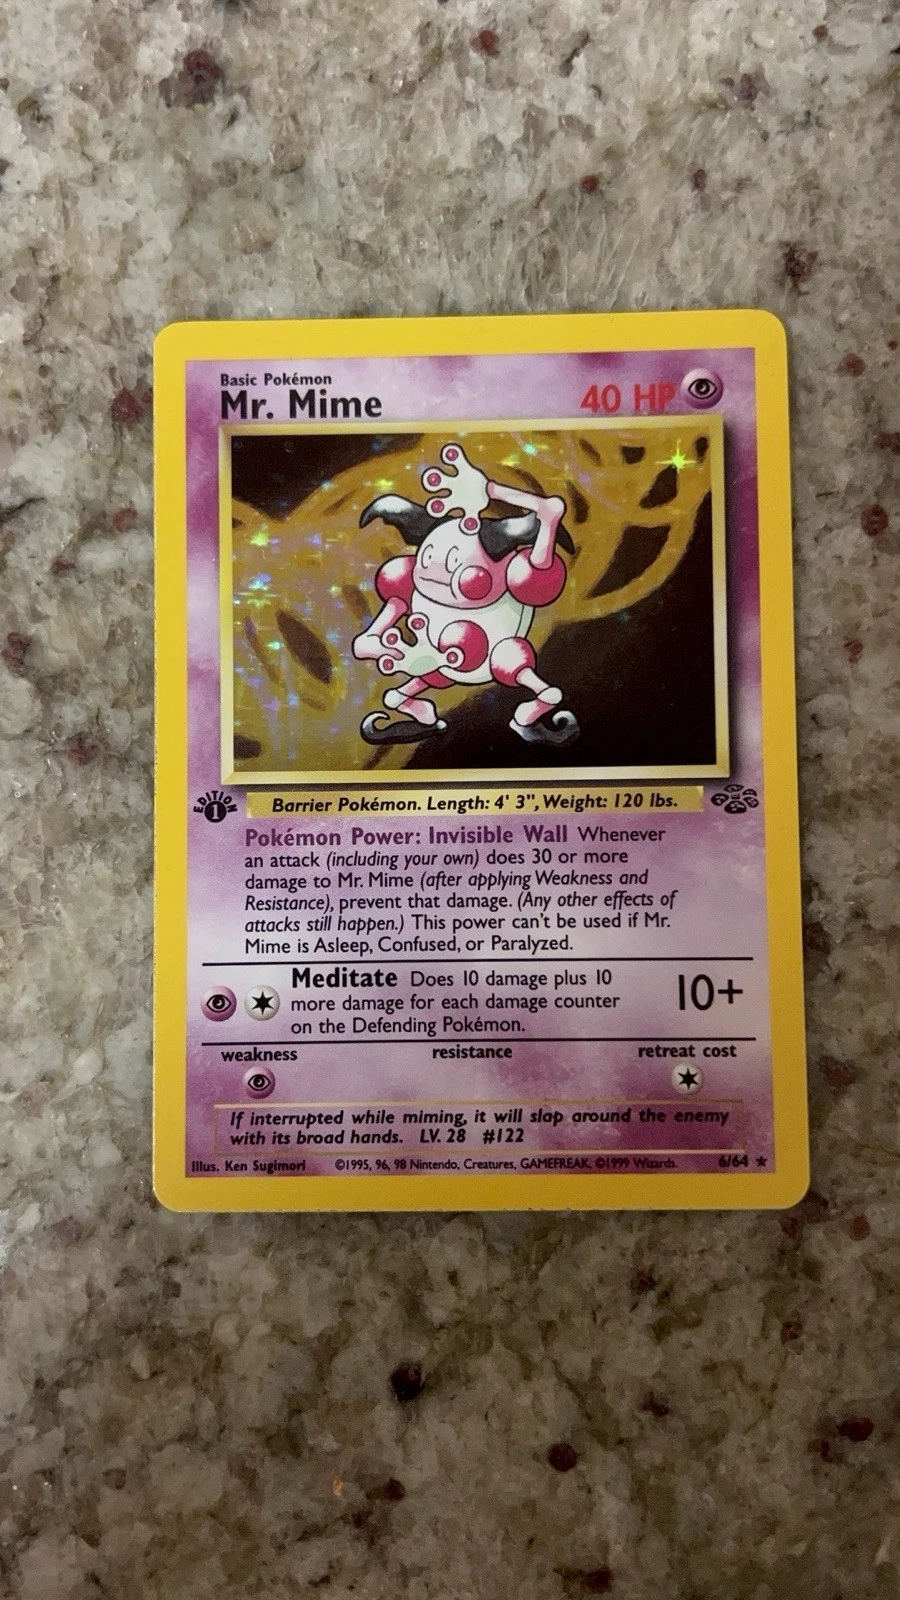 Basic Pokémon
Mr. Mime
40 HP
EDITION
1
Barrier Pokémon. Length: 4' 3", Weight: 120 lbs.
Pokémon Power: Invisible Wall Whenever
an attack (including your own) does 30 or more
damage to Mr. Mime (after applying Weakness and
Resistance), prevent that damage. (Any other effects of
attacks still happen.) This power can't be used if Mr.
Mime is Asleep, Confused, or Paralyzed.
Meditate Does 10 damage plus 10
more damage for each damage counter
on the Defending Pokémon.
10+
weakness
resistance
retreat cost
If interrupted while miming, it will slap around the enemy
with its broad hands. LV. 28 #122
Illus. Ken Sugimori ©1995, 96, 98 Nintendo, Creatures, GAMEFREAK. ©1999 Wizards. 6/64 ★